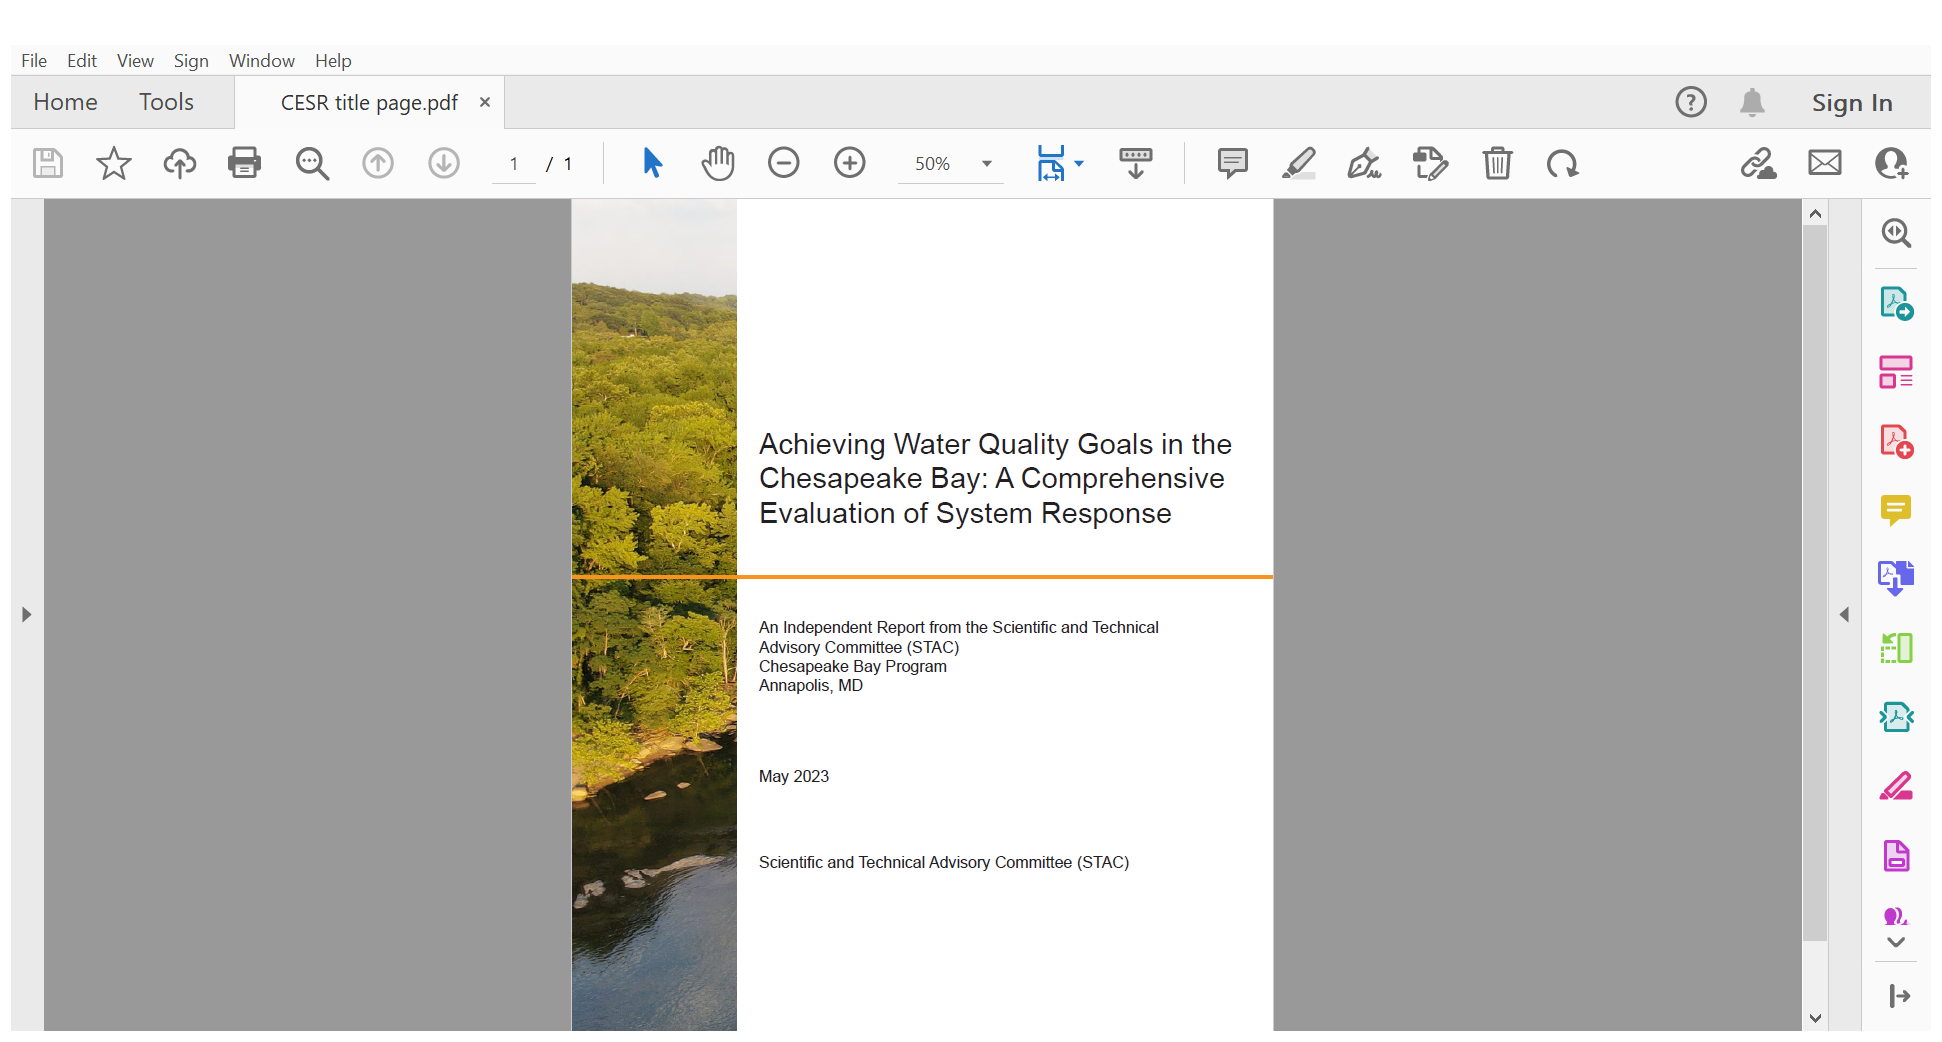 File Edit View Sign Window Help
Home Tools CESR title page.pdf × ? Sign In
1 / 1 50%
Achieving Water Quality Goals in the
Chesapeake Bay: A Comprehensive
Evaluation of System Response
An Independent Report from the Scientific and Technical
Advisory Committee (STAC)
Chesapeake Bay Program
Annapolis, MD
May 2023
Scientific and Technical Advisory Committee (STAC)